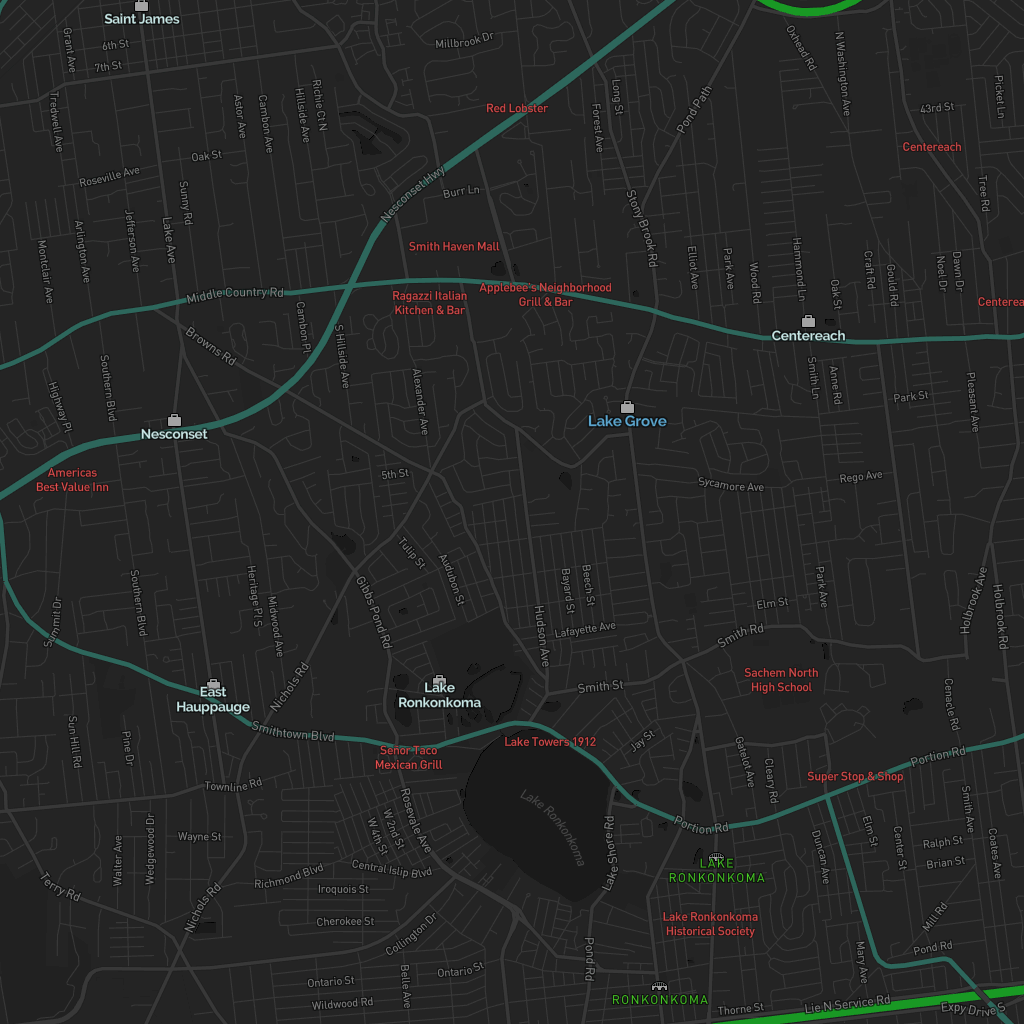 Saint James
Grant Ave
6th St
7th St
Millbrook Dr
Oxhead Rd
N Washington Ave
Picket Ln
43rd St
Long St
Forest Ave
Pond Path
Red Lobster
Centereach
Tredwell Ave
Astor Ave
Cambon Ave
Hillside Ave
Richie Ct N
Oak St
Roseville Ave
Sunny Rd
Nesconset Hwy
Burr Ln
Tree Rd
Montclair Ave
Arlington Ave
Jefferson Ave
Lake Ave
Stony Brook Rd
Smith Haven Mall
Elliot Ave
Park Ave
Wood Rd
Hammond Ln
Oak St
Craft Rd
Gould Rd
Noel Dr
Dawn Dr
Middle Country Rd
Ragazzi Italian
Kitchen & Bar
Applebee's Neighborhood
Grill & Bar
Centerea
Centereach
Browns Rd
Cambon Pl
S Hillside Ave
Southern Blvd
Highway Pl
Alexander Ave
Smith Ln
Anne Rd
Park St
Pleasant Ave
Lake Grove
Nesconset
Americas
Best Value Inn
5th St
Sycamore Ave
Rego Ave
Tulip St
Audubon St
Gibbs Pond Rd
Southern Blvd
Heritage Pl S
Midwood Ave
Summit Dr
Hudson Ave
Bayard St
Beech St
Lafayette Ave
Park Ave
Elm St
Smith Rd
Holbrook Ave
Holbrook Rd
Nichols Rd
Smith St
Sachem North
High School
Lake
Ronkonkoma
East
Hauppauge
Smithtown Blvd
Cenacle Rd
Sun Hill Rd
Pine Dr
Lake Towers 1912
Jay St
Señor Taco
Mexican Grill
Gatelot Ave
Cleary Rd
Portion Rd
Super Stop & Shop
Townline Rd
Lake Ronkonkoma
Rosevale Ave
W 2nd St
W 4th St
Portion Rd
Lake Shore Rd
Walter Ave
Wedgewood Dr
Wayne St
Duncan Ave
Elm St
Center St
Smith Ave
Coates Ave
Ralph St
Brian St
LAKE
RONKONKOMA
Terry Rd
Richmond Blvd
Central Islip Blvd
Iroquois St
Nichols Rd
Cherokee St
Collington Dr
Lake Ronkonkoma
Historical Society
Mill Rd
Pond Rd
Mary Ave
Pond Rd
Ontario St
Ontario St
Belle Ave
Wildwood Rd
RONKONKOMA
Thorne St
Lie N Service Rd
Expy Drive S